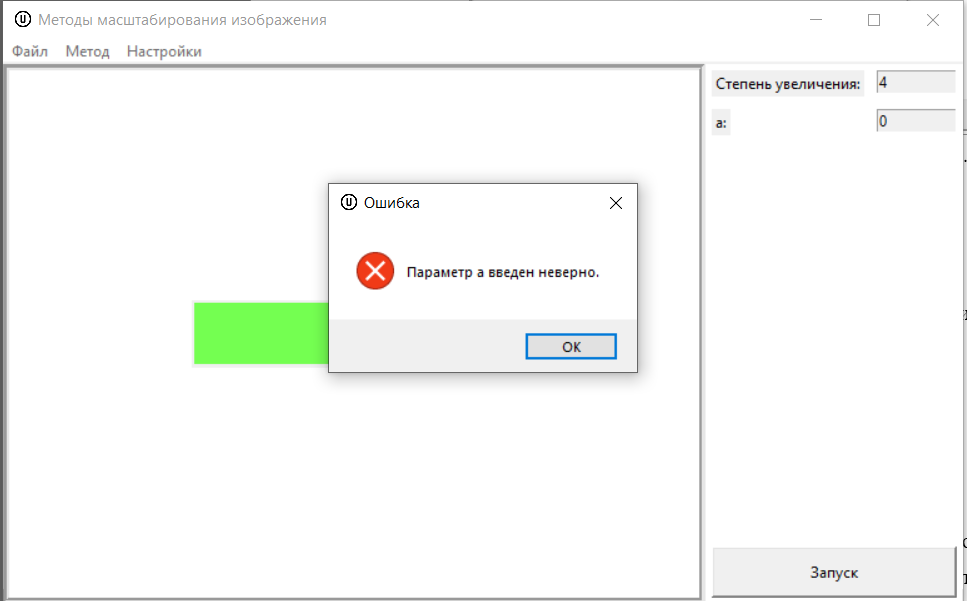 Методы масштабирования изображения
Файл Метод Настройки
Степень увеличения: 4
a: 0
Ошибка
Параметр a введен неверно.
OK
Запуск